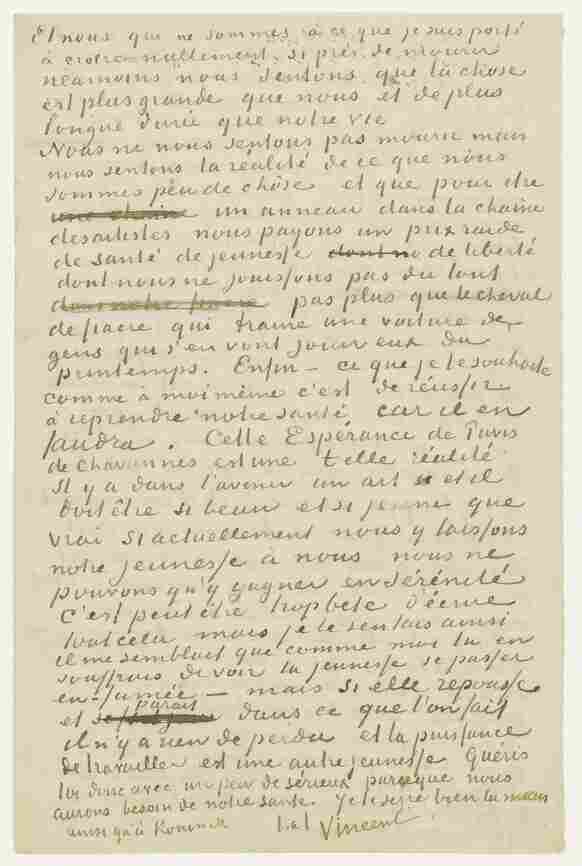 Et nous qui ne sommes à ce que je suis porté
à croire nullement si près de mourir
neamoins nous sentons que la chose
est plus grande que nous et de plus
longue durée que notre vie
Nous ne nous sentons pas mourir mais
nous sentons la réalité de ce que nous
sommes peu de chose et que pour être
une chaine un anneau dans la chaine
des artistes nous payons un prix raide
de santé de jeunesse dont n de liberté
dont nous ne jouissons pas du tout
dans notre pas plus que le cheval
de fiacre qui traine une voiture de
gens qui s'en vont jouir eux du
printemps. Enfin – ce que je te souhaite
comme à moi même c'est de réussir
à reprendre notre santé car il en
faudra. Cette Espérance de Puvis
de Chavannes est une telle réalité
Il y a dans l'avenir un art et il
doit être si beau et si jeune que
vrai si actuellement nous y laissons
notre jeunesse à nous nous ne
pouvons qu'y gagner en sérénité
C'est peut être trop bete d'écrire
tout cela mais je le sentais ainsi
il me semblait que comme moi tu en
souffrais de voir ta jeunesse se passer
en fumée – mais si elle repousse
et parait dans ce que l'on fait
il n'y a rien de perdu et la puissance
de travailler est une autre jeunesse Guéris
toi donc avec un peu de sérieux parceque nous
aurons besoin de notre santé. Je te serre bien la main
ainsi qu'à Koninck t. à t. Vincent